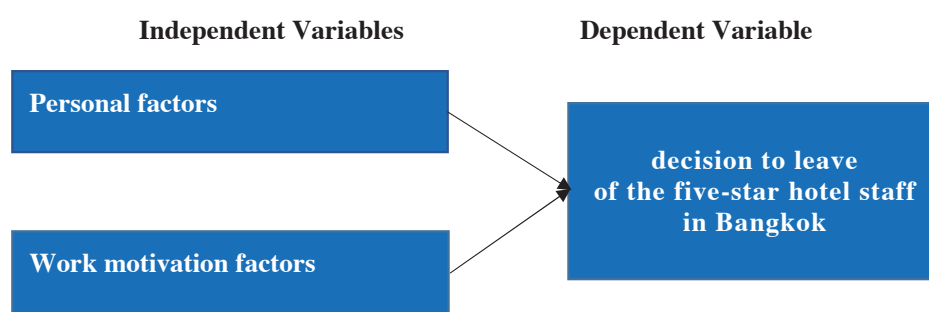 Independent Variables
Dependent Variable
Personal factors
Work motivation factors
decision to leave
of the five-star hotel staff
in Bangkok